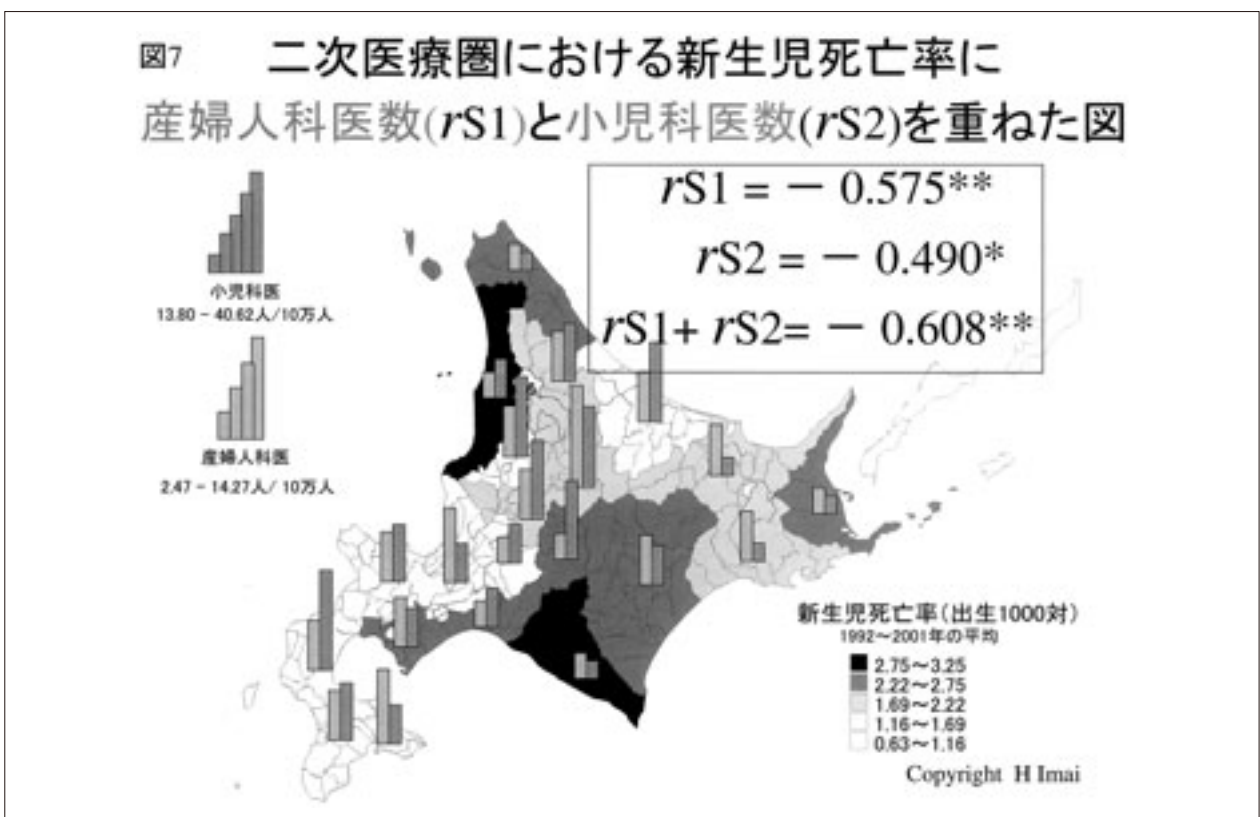 図7 二次医療圏における新生児死亡率に
産婦人科医数(rS1)と小児科医数(rS2)を重ねた図
rS1 = － 0.575**
rS2 = － 0.490*
rS1+ rS2= － 0.608**
小児科医
13.80 - 40.62人/10万人
産婦人科医
2.47 - 14.27人/ 10万人
新生児死亡率(出生1000対)
1992～2001年の平均
2.75～3.25
2.22～2.75
1.69～2.22
1.16～1.69
0.63～1.16
Copyright H Imai